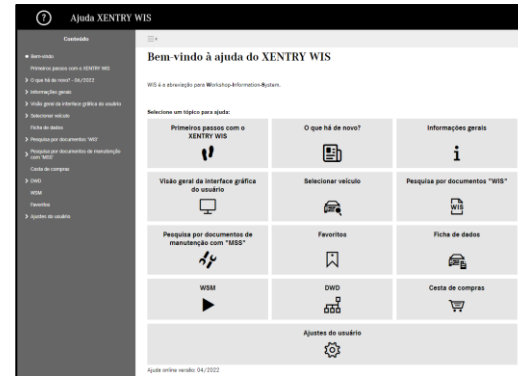 ?
Ajuda XENTRY WIS
Conteúdo
Bem-vindo
Primeiros passos com o XENTRY WIS
O que há de novo? - 04/2022
Informações gerais
Visão geral da interface gráfica do usuário
Selecionar veículo
Ficha de dados
Pesquisa por documentos "WIS"
Pesquisa por documentos de manutenção
com "MSS"
Cesta de compras
DWD
WSM
Favoritos
Ajustes do usuário
Bem-vindo à ajuda do XENTRY WIS
WIS é a abreviação para Workshop-Information-System.
Selecione um tópico para ajuda:
Primeiros passos com o
XENTRY WIS
O que há de novo?
Informações gerais
Visão geral da interface gráfica
do usuário
Selecionar veículo
Pesquisa por documentos "WIS"
WIS
Pesquisa por documentos de
manutenção com "MSS"
Favoritos
Ficha de dados
WSM
DWD
Cesta de compras
Ajustes do usuário
Ajuda online versão: 04/2022